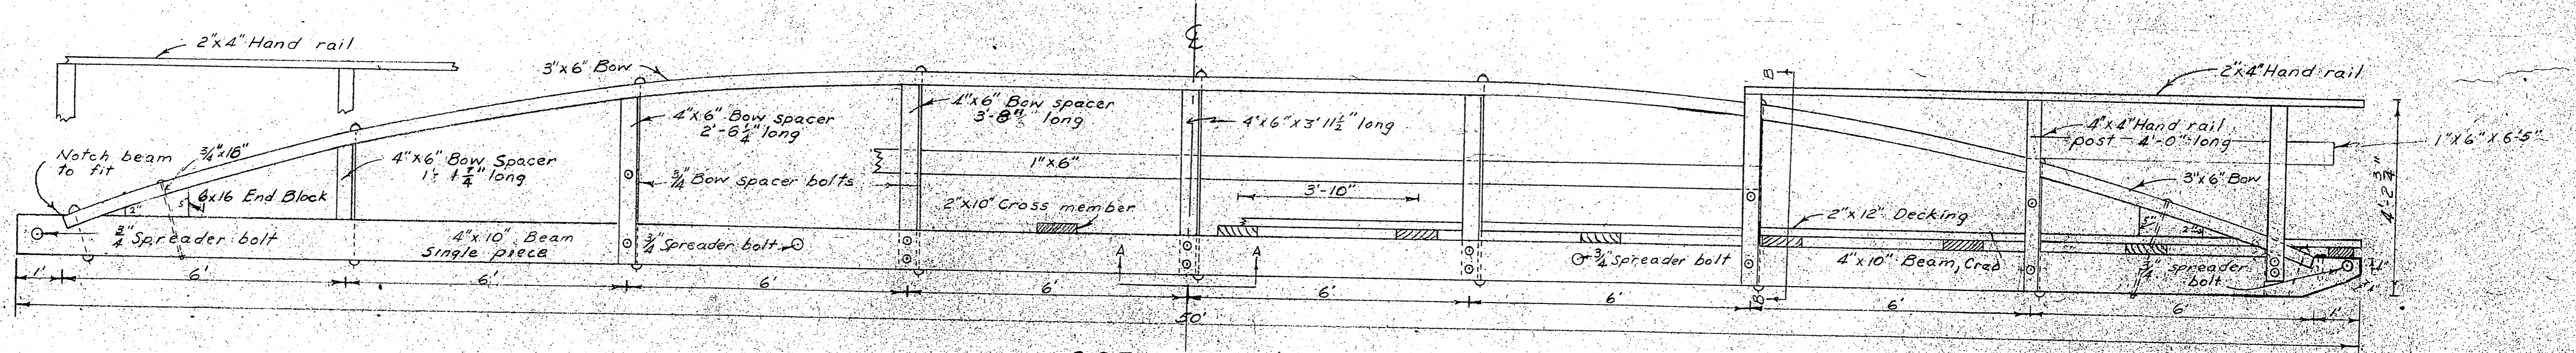 2"x4" Hand rail
3"x6" Bow
℄
B
2"x4" Hand rail
4"x6" Bow spacer
2'-6¼" long
4"x6" Bow spacer
long
4"x6"x3'11½" long
4"x4" Hand rail
post 4'-0" long
1"x6"x6'-5"
Notch beam
to fit
¾"x16"
4"x6" Bow Spacer
long
6x16 End Block
2"
5"
¾" Bow spacer bolts
1"x6"
3'-10"
3"x6" Bow
4'-2¾"
2"x10" Cross member
2"x12" Decking
5"
2"
¾" Spreader bolt
4"x10" Beam
Single piece
¾" Spreader bolt
A
A
¾" Spreader bolt
4"x10" Beam,
¾" spreader
bolt
1'
6'
6'
6'
6'
6'
6'
B
6'
6'
1'
50'